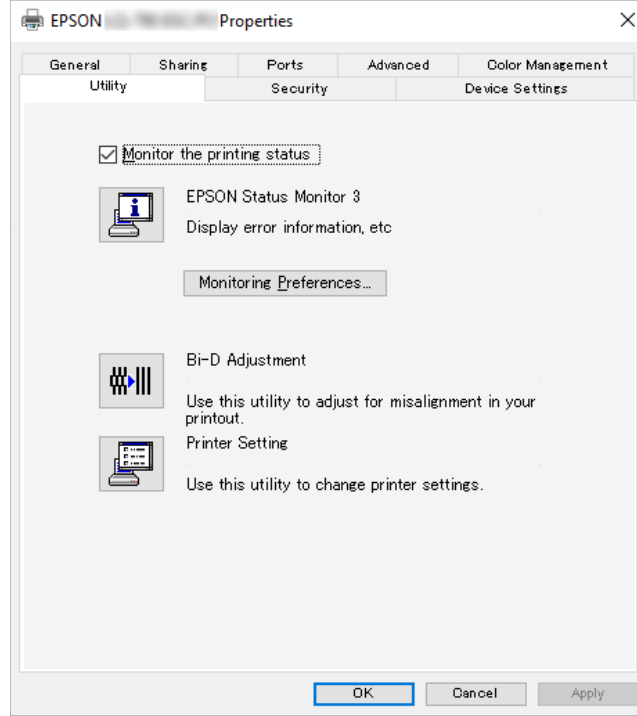 EPSON Properties
General Sharing Ports Advanced Color Management
Utility Security Device Settings
Monitor the printing status
EPSON Status Monitor 3
Display error information, etc
Monitoring Preferences...
Bi-D Adjustment
Use this utility to adjust for misalignment in your
printout.
Printer Setting
Use this utility to change printer settings.
OK Cancel Apply